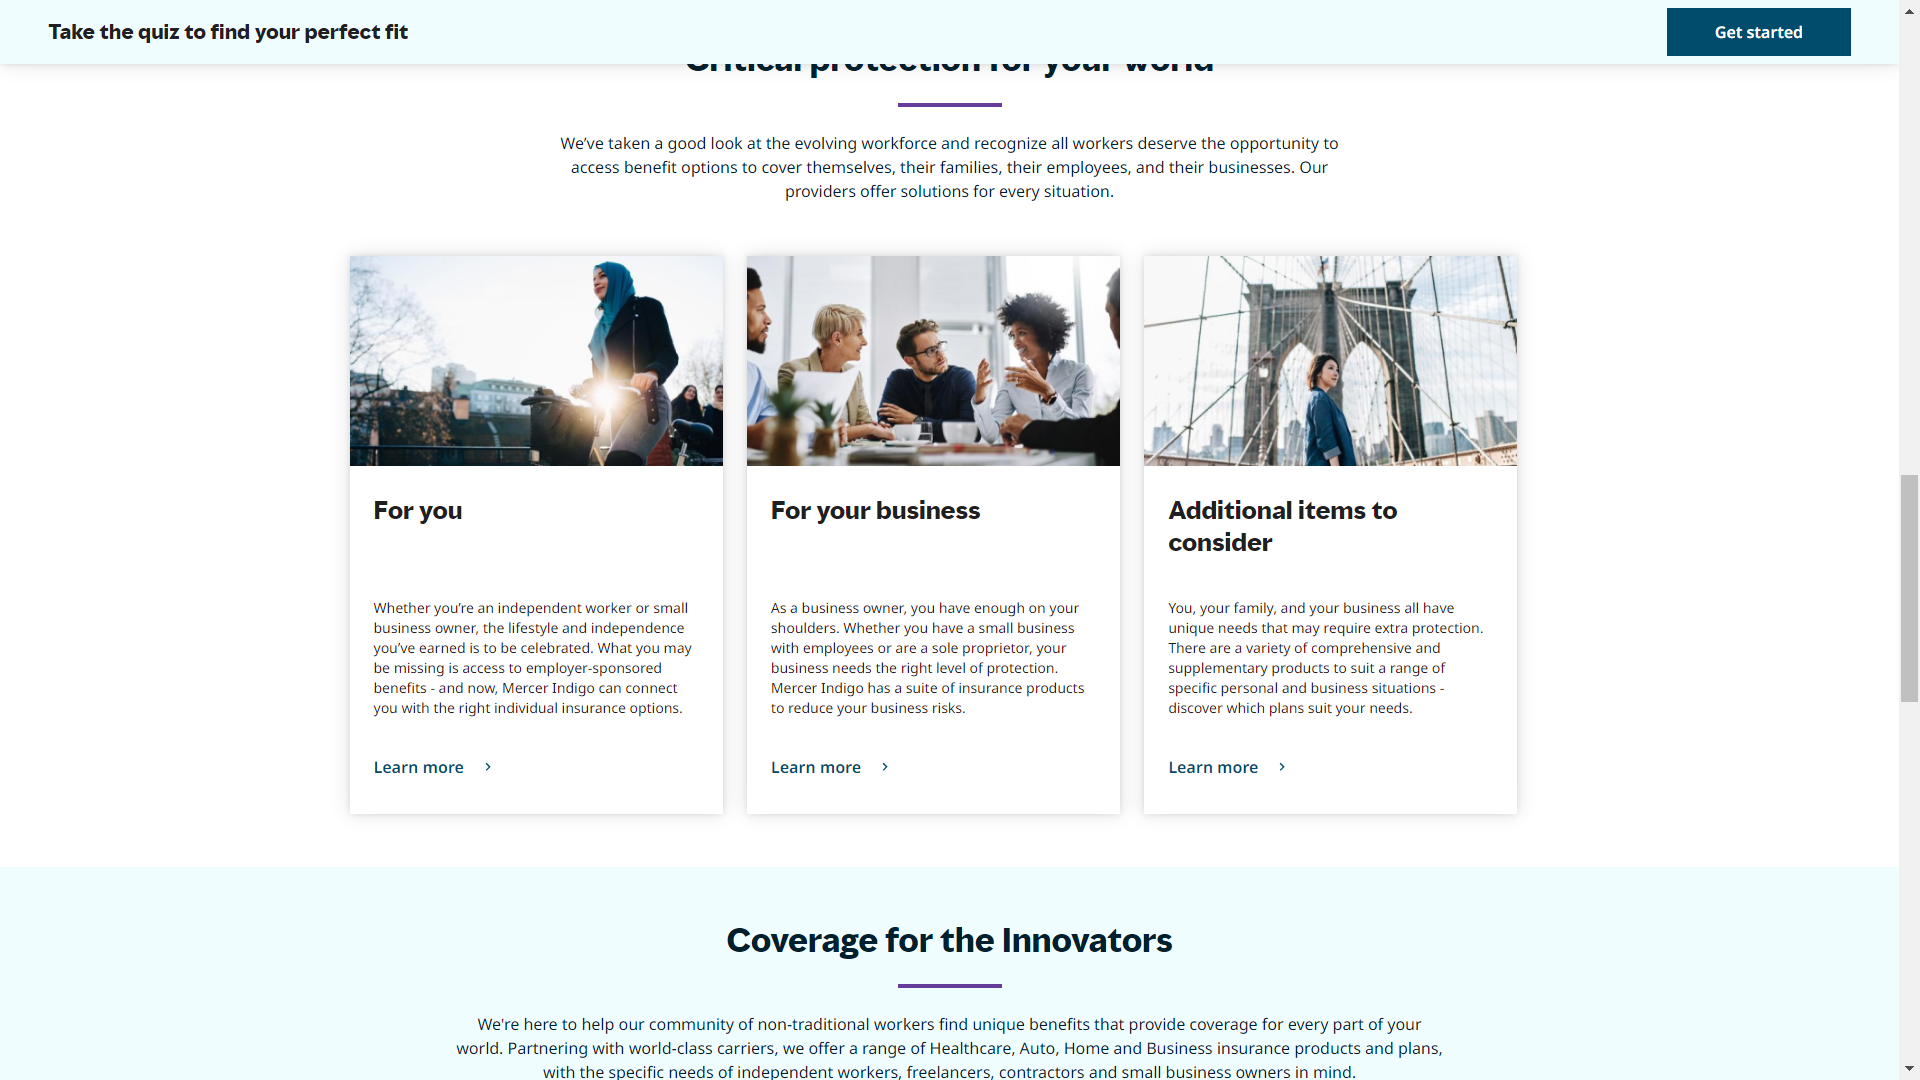 Take the quiz to find your perfect fit
Get started
Critical protection for your world
We’ve taken a good look at the evolving workforce and recognize all workers deserve the opportunity to
access benefit options to cover themselves, their families, their employees, and their businesses. Our
providers offer solutions for every situation.
For you
Whether you’re an independent worker or small
business owner, the lifestyle and independence
you’ve earned is to be celebrated. What you may
be missing is access to employer-sponsored
benefits - and now, Mercer Indigo can connect
you with the right individual insurance options.
Learn more
For your business
As a business owner, you have enough on your
shoulders. Whether you have a small business
with employees or are a sole proprietor, your
business needs the right level of protection.
Mercer Indigo has a suite of insurance products
to reduce your business risks.
Learn more
Additional items to
consider
You, your family, and your business all have
unique needs that may require extra protection.
There are a variety of comprehensive and
supplementary products to suit a range of
specific personal and business situations -
discover which plans suit your needs.
Learn more
Coverage for the Innovators
We're here to help our community of non-traditional workers find unique benefits that provide coverage for every part of your
world. Partnering with world-class carriers, we offer a range of Healthcare, Auto, Home and Business insurance products and plans,
with the specific needs of independent workers, freelancers, contractors and small business owners in mind.